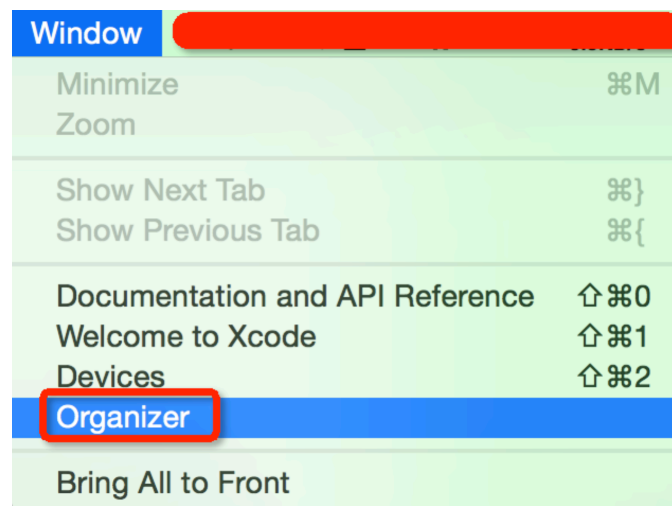 Window
Minimize ⌘M
Zoom
Show Next Tab ⌘}
Show Previous Tab ⌘{
Documentation and API Reference ⇧⌘0
Welcome to Xcode ⇧⌘1
Devices ⇧⌘2
Organizer
Bring All to Front